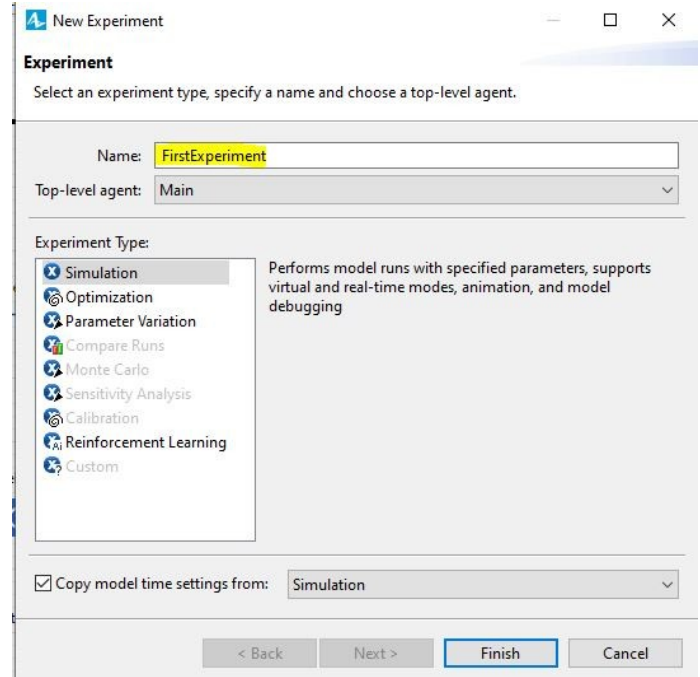 New Experiment
Experiment
Select an experiment type, specify a name and choose a top-level agent.
Name: FirstExperiment
Top-level agent: Main
Experiment Type:
Simulation
Optimization
Parameter Variation
Compare Runs
Monte Carlo
Sensitivity Analysis
Calibration
Reinforcement Learning
Custom
Performs model runs with specified parameters, supports
virtual and real-time modes, animation, and model
debugging
Copy model time settings from: Simulation
< Back Next > Finish Cancel